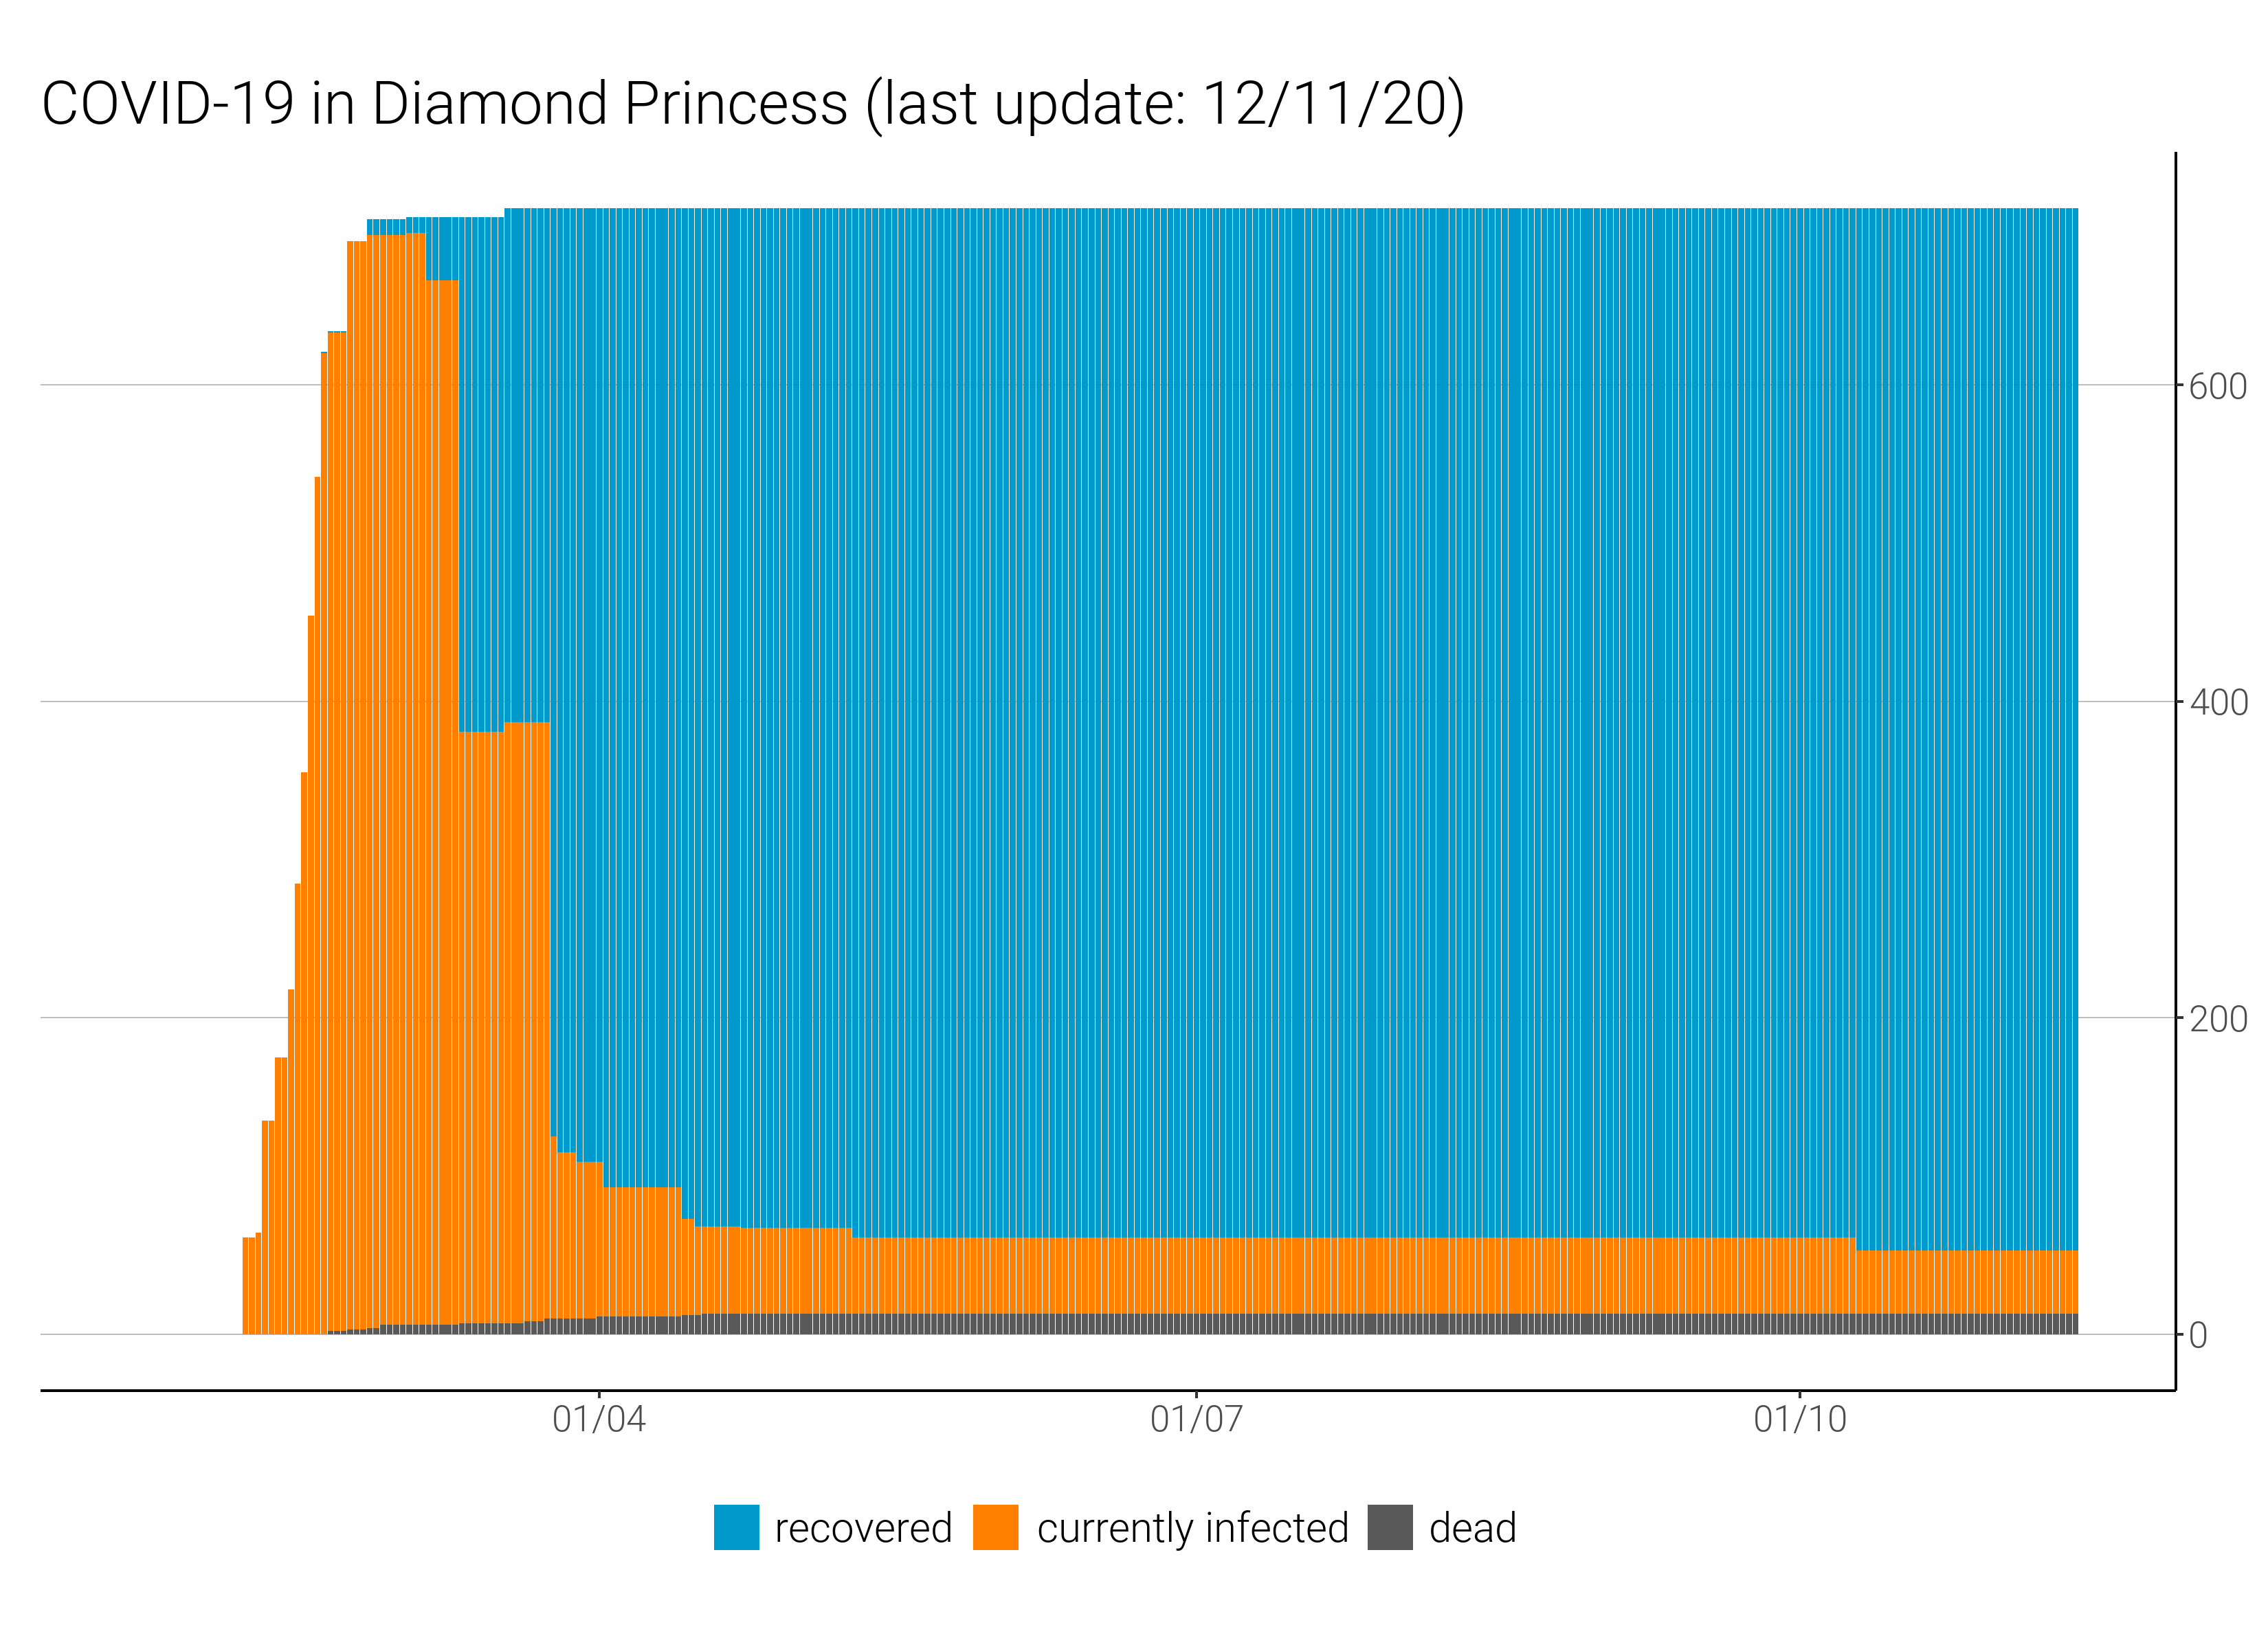 COVID-19 in Diamond Princess (last update: 12/11/20)
600
400
200
0
01/04 01/07 01/10
recovered currently infected dead